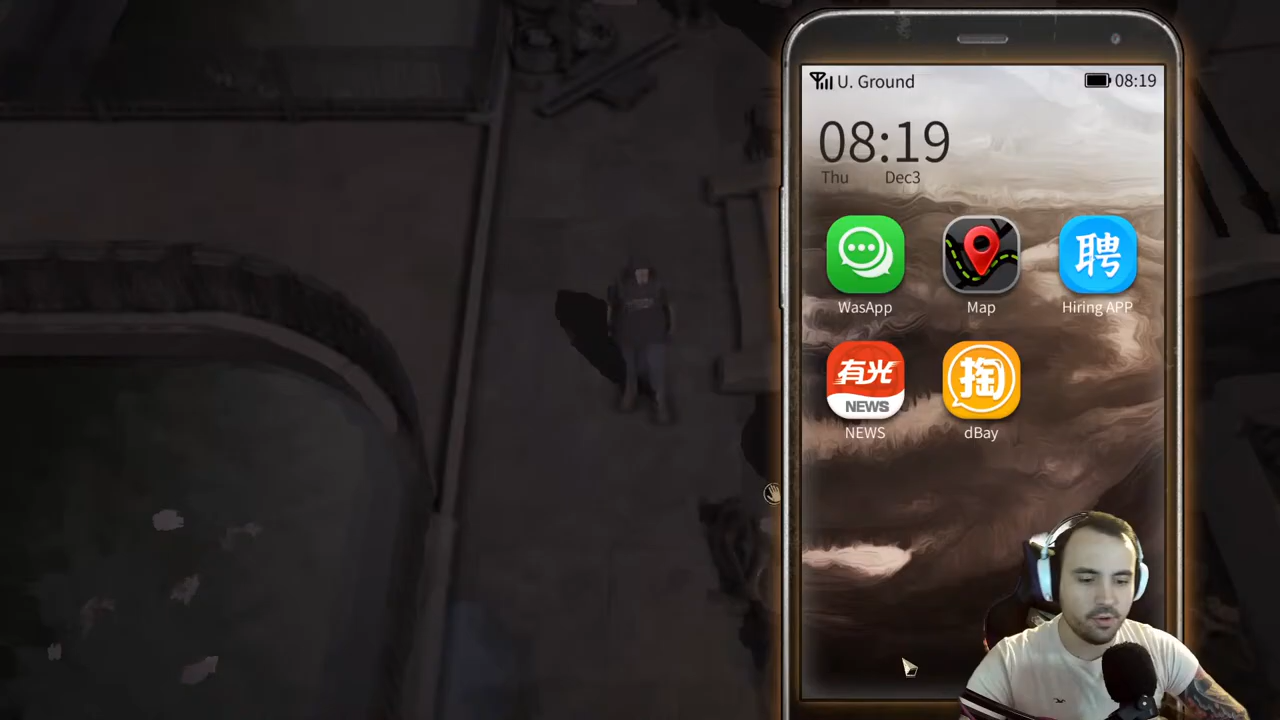 U. Ground
08:19
08:19
Thu Dec3
聘
WasApp
Map
Hiring APP
有光
NEWS
掏
NEWS
dBay